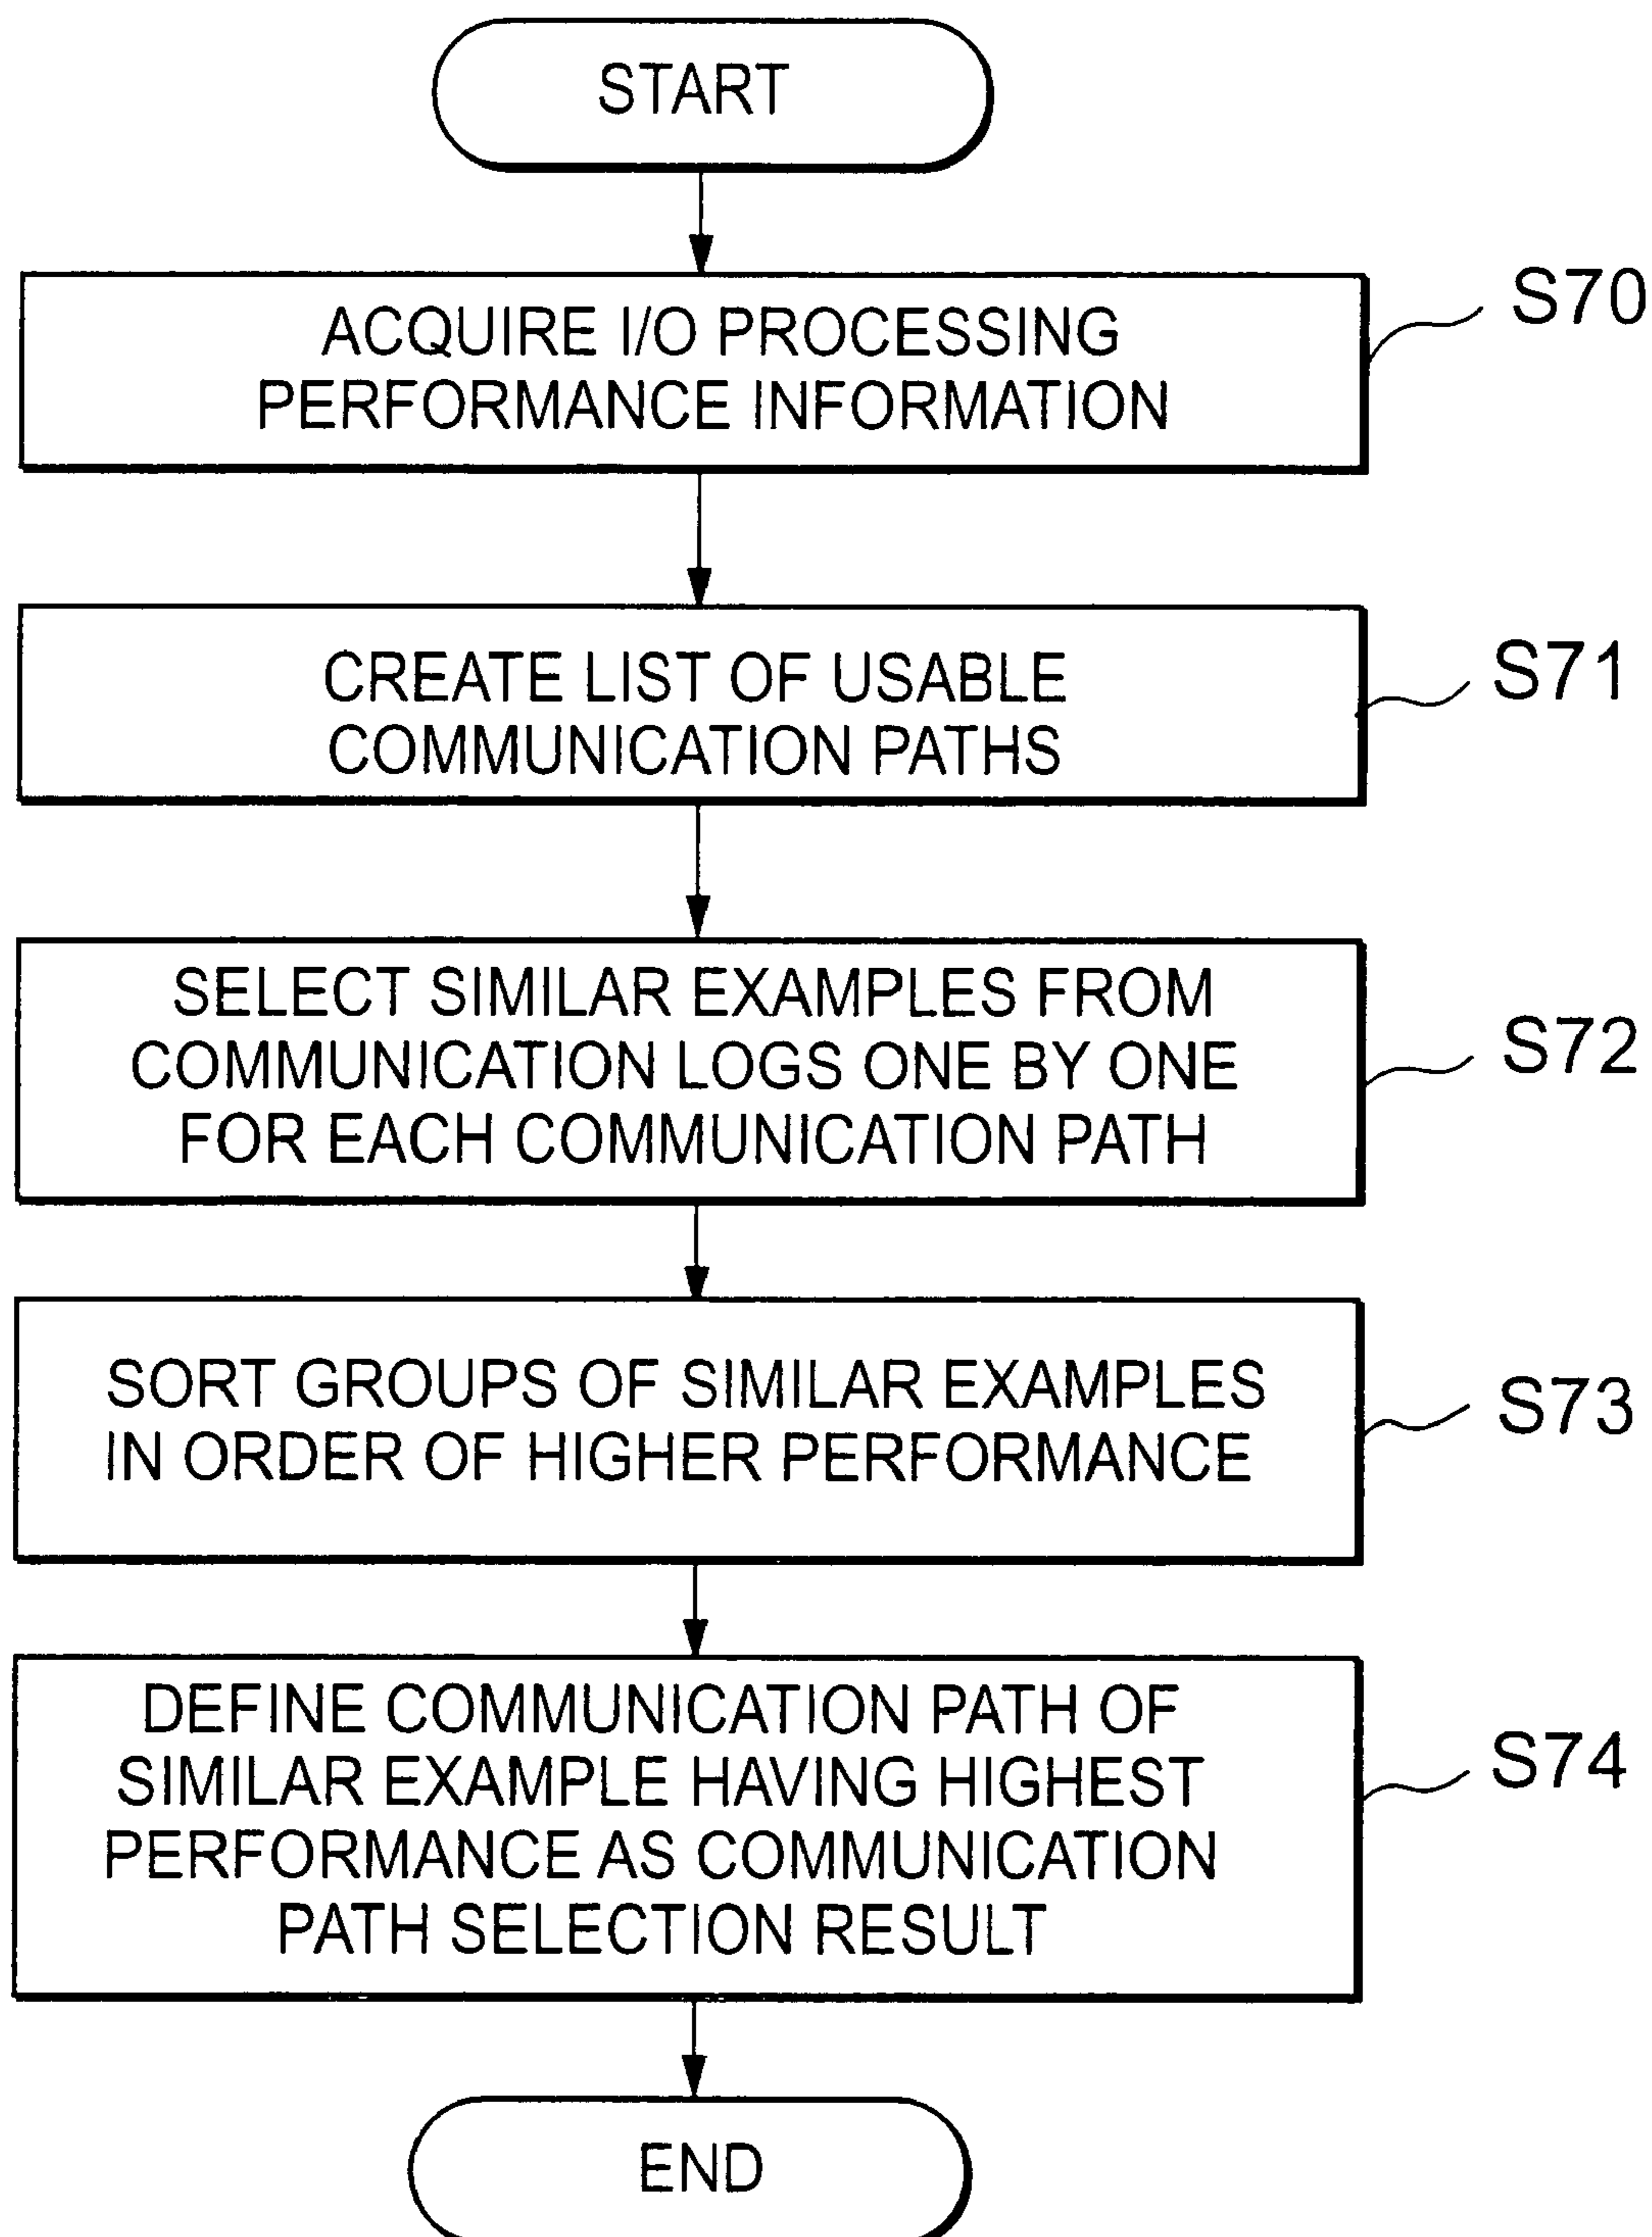 START
ACQUIRE I/O PROCESSING
PERFORMANCE INFORMATION
S70
CREATE LIST OF USABLE
COMMUNICATION PATHS
S71
SELECT SIMILAR EXAMPLES FROM
COMMUNICATION LOGS ONE BY ONE
FOR EACH COMMUNICATION PATH
S72
SORT GROUPS OF SIMILAR EXAMPLES
IN ORDER OF HIGHER PERFORMANCE
S73
DEFINE COMMUNICATION PATH OF
SIMILAR EXAMPLE HAVING HIGHEST
PERFORMANCE AS COMMUNICATION
PATH SELECTION RESULT
S74
END